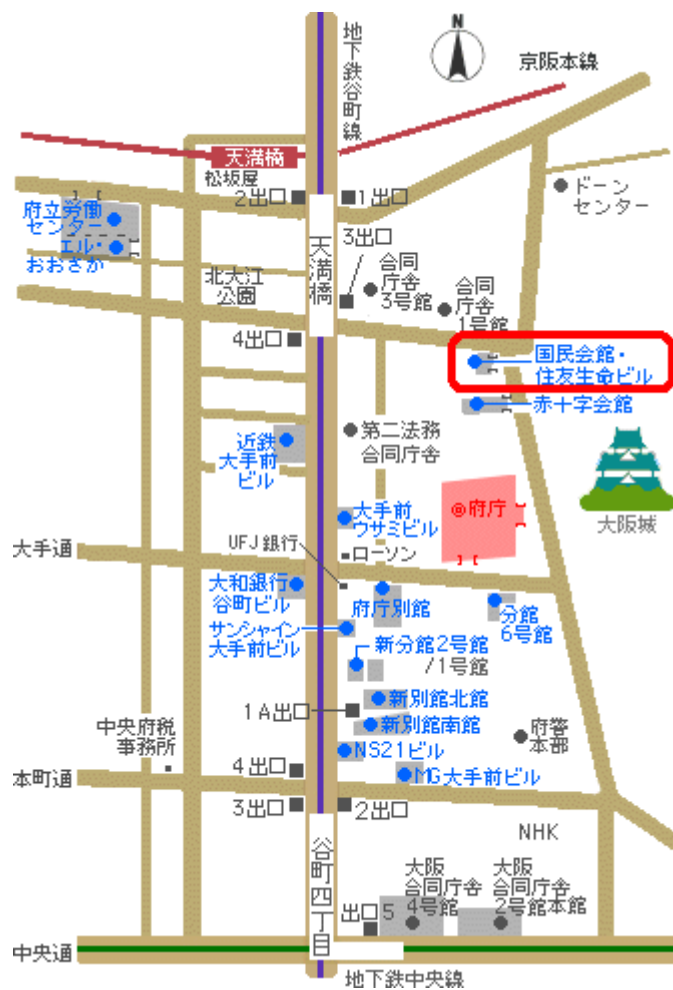 N
地下鉄谷町線
京阪本線
天満橋
松坂屋
2出口
1出口
ドーン
センター
府立労働
センター
エル・
おおさか
3出口
天満橋
合同
庁舎
3号館
合同
庁舎
1号館
北大江
公園
4出口
国民会館・
住友生命ビル
赤十字会館
近鉄
大手前
ビル
第二法務
合同庁舎
大手前
ウサミビル
府庁
大阪城
大手通
UFJ銀行
ローソン
大和銀行
谷町ビル
府庁別館
分館
6号館
サンシャイン
大手前ビル
新分館2号館
/1号館
新別館北館
1A出口
新別館南館
中央府税
事務所
府警
本部
NS21ビル
4出口
MG大手前ビル
本町通
3出口
2出口
NHK
谷町四丁目
大阪
合同庁舎
4号館
大阪
合同庁舎
2号館本館
出口5
中央通
地下鉄中央線